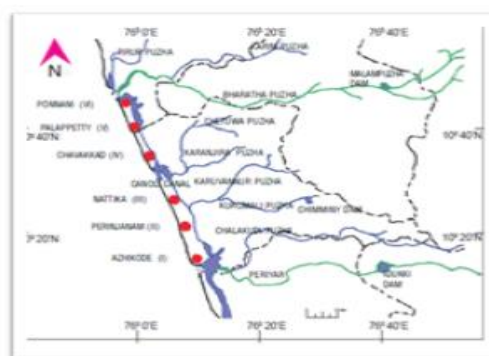 76° 0'E 76° 20'E 76° 40'E
N
PONNANI (VI)
BHARATHA PUZHA
MALAMPUZHA
DAM
PALAPPETTY (V)
10° 40'N
CHAVAKKAD (IV)
KARANJIRA PUZHA
CANOLI CANAL
KARUVANNUR PUZHA
NATTIKA (III)
CHIMMINY DAM
PERINJANAM (II)
CHALAKUDI PUZHA
10° 20'N
AZHIKODE (I)
PERIYAR
IDUKKI
DAM
76° 0'E 76° 20'E 76° 40'E